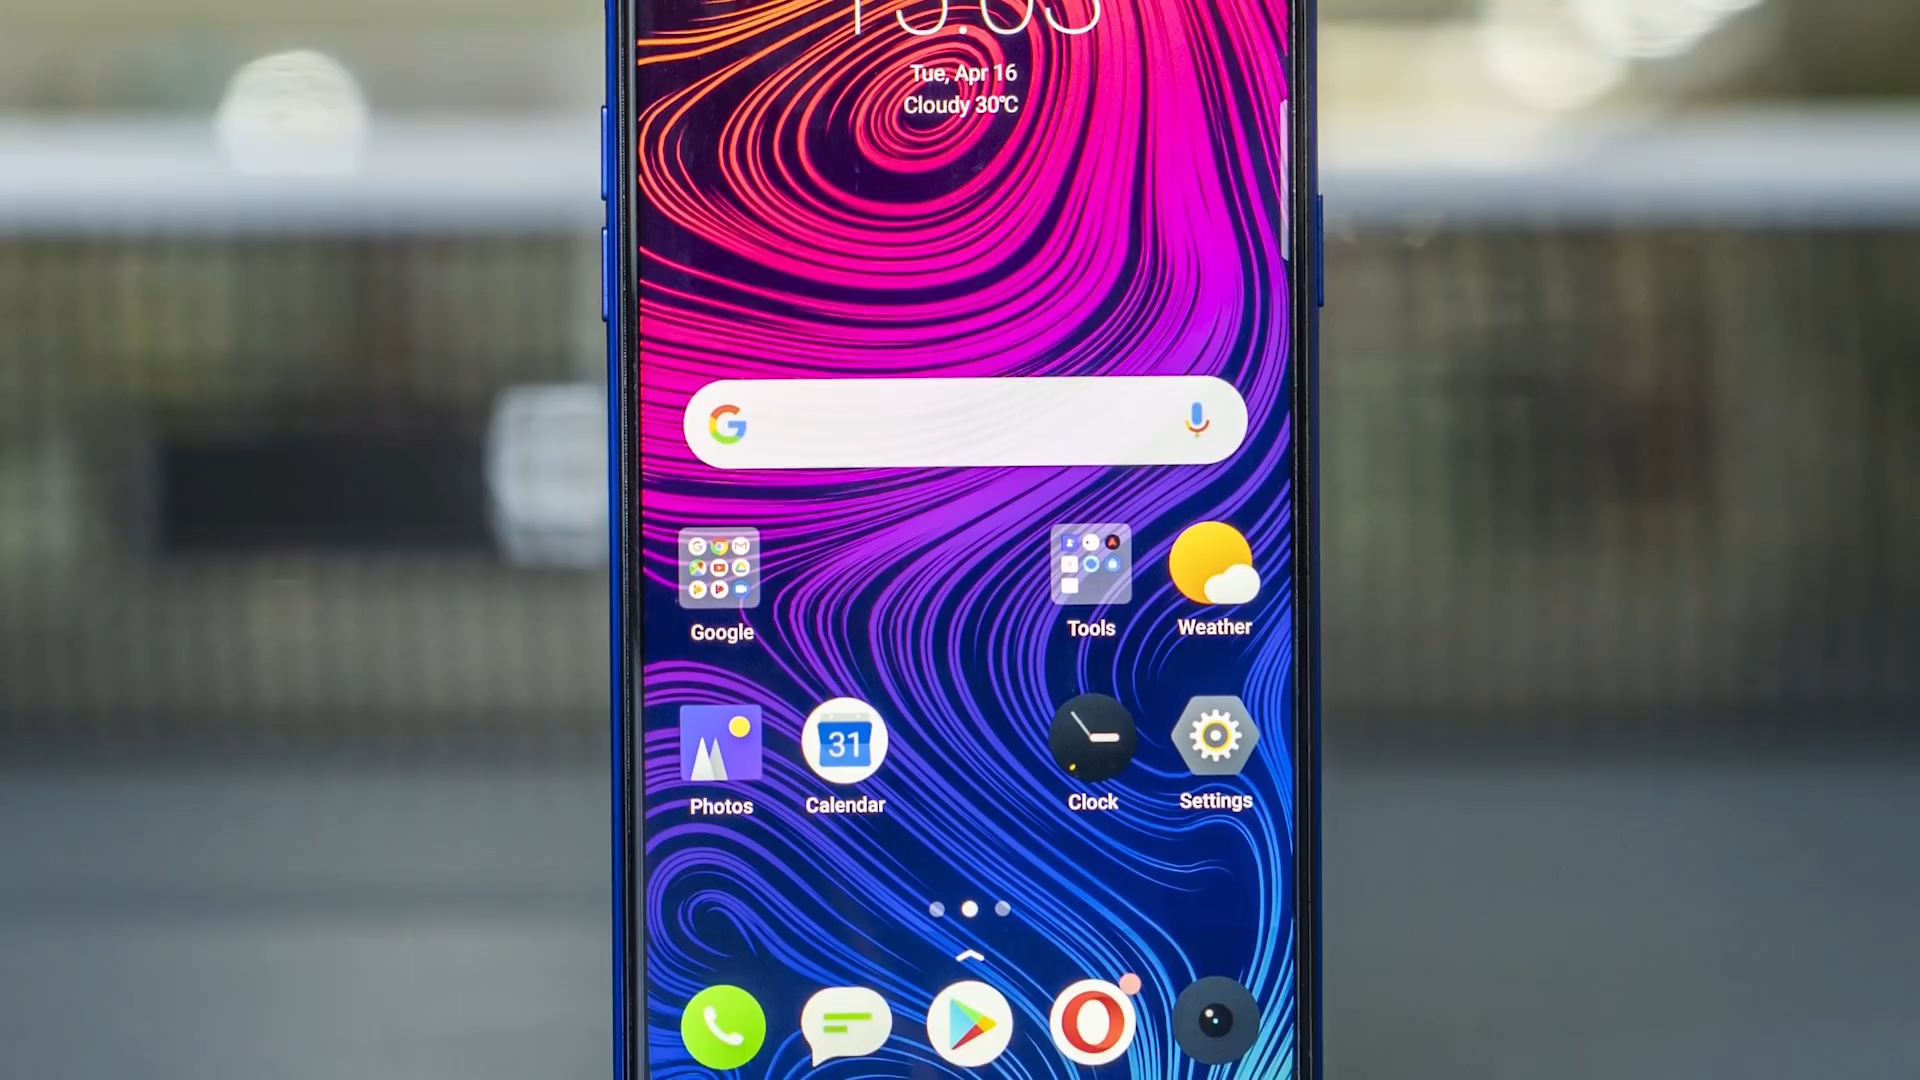 Tue, Apr 16
Cloudy 30°C
Google
Tools
Weather
31
Photos
Calendar
Clock
Settings